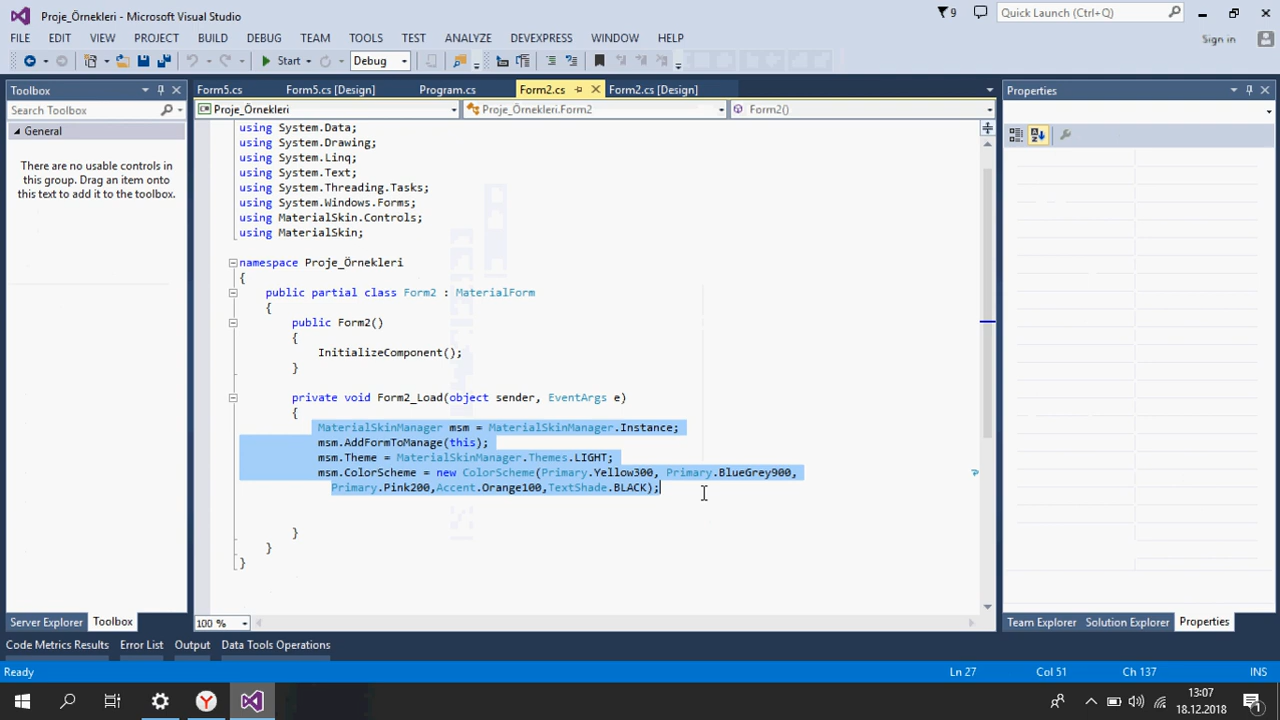 Proje_Örnekleri - Microsoft Visual Studio
9
Quick Launch (Ctrl+Q)
FILE EDIT VIEW PROJECT BUILD DEBUG TEAM TOOLS TEST ANALYZE DEVEXPRESS WINDOW HELP
Sign in
Start Debug
Toolbox
Search Toolbox
General
There are no usable controls in
this group. Drag an item onto
this text to add it to the toolbox.
Form5.cs Form5.cs [Design] Program.cs Form2.cs Form2.cs [Design]
Proje_Örnekleri Proje_Örnekleri.Form2 Form2()
using System.Data;
using System.Drawing;
using System.Linq;
using System.Text;
using System.Threading.Tasks;
using System.Windows.Forms;
using MaterialSkin.Controls;
using MaterialSkin;
namespace Proje_Örnekleri
{
public partial class Form2 : MaterialForm
{
public Form2()
{
InitializeComponent();
}
private void Form2_Load(object sender, EventArgs e)
{
MaterialSkinManager msm = MaterialSkinManager.Instance;
msm.AddFormToManage(this);
msm.Theme = MaterialSkinManager.Themes.LIGHT;
msm.ColorScheme = new ColorScheme(Primary.Yellow300, Primary.BlueGrey900,
Primary.Pink200,Accent.Orange100,TextShade.BLACK);
}
}
}
100 %
Properties
Server Explorer Toolbox
Team Explorer Solution Explorer Properties
Code Metrics Results Error List Output Data Tools Operations
Ready Ln 27 Col 51 Ch 137 INS
13:07
18.12.2018
1